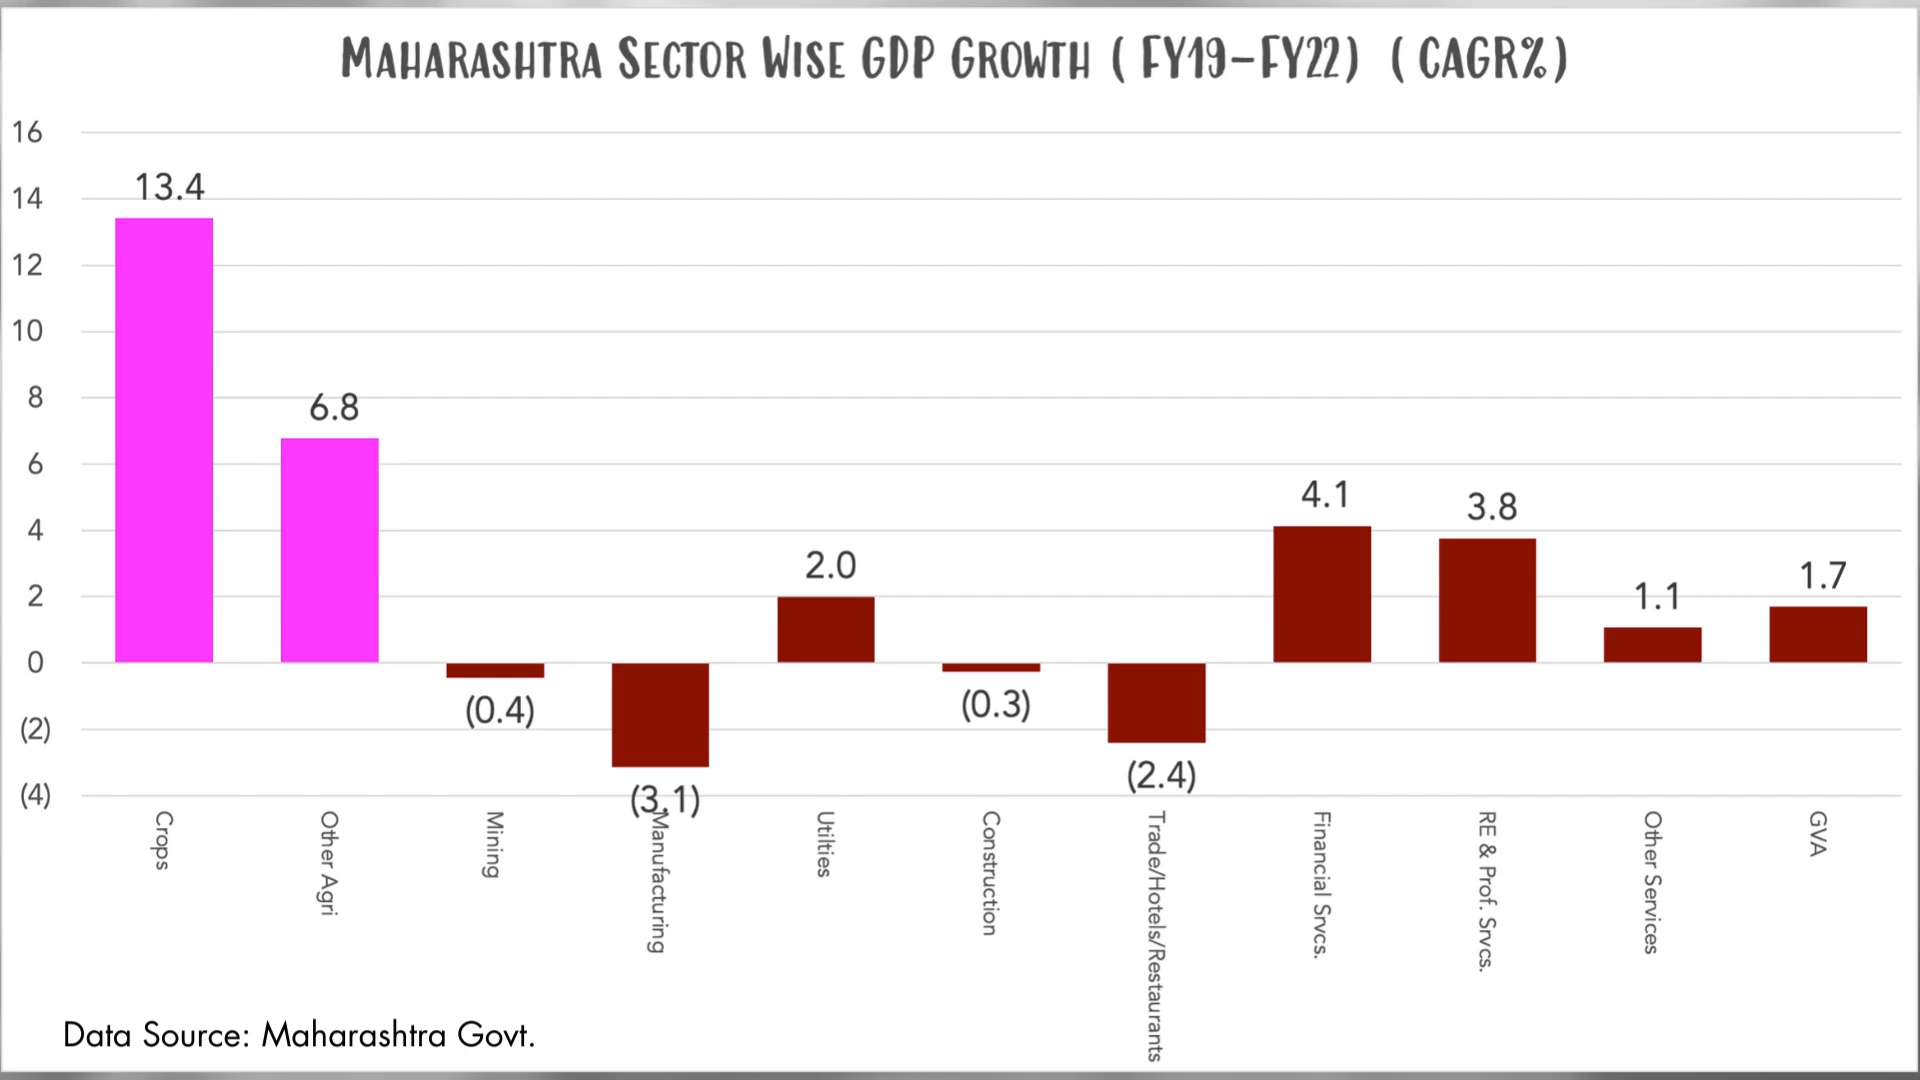 MAHARASHTRA SECTOR WISE GDP GROWTH ( FY19-FY22) ( CAGR%)
16
14
12
10
8
6
4
2
0
(2)
(4)
13.4
6.8
(0.4)
(3.1)
2.0
(0.3)
(2.4)
4.1
3.8
1.1
1.7
Crops
Other Agri
Mining
Manufacturing
Utilties
Construction
Trade/Hotels/Restaurants
Financial Srvcs.
RE & Prof. Srvcs.
Other Services
GVA
Data Source: Maharashtra Govt.